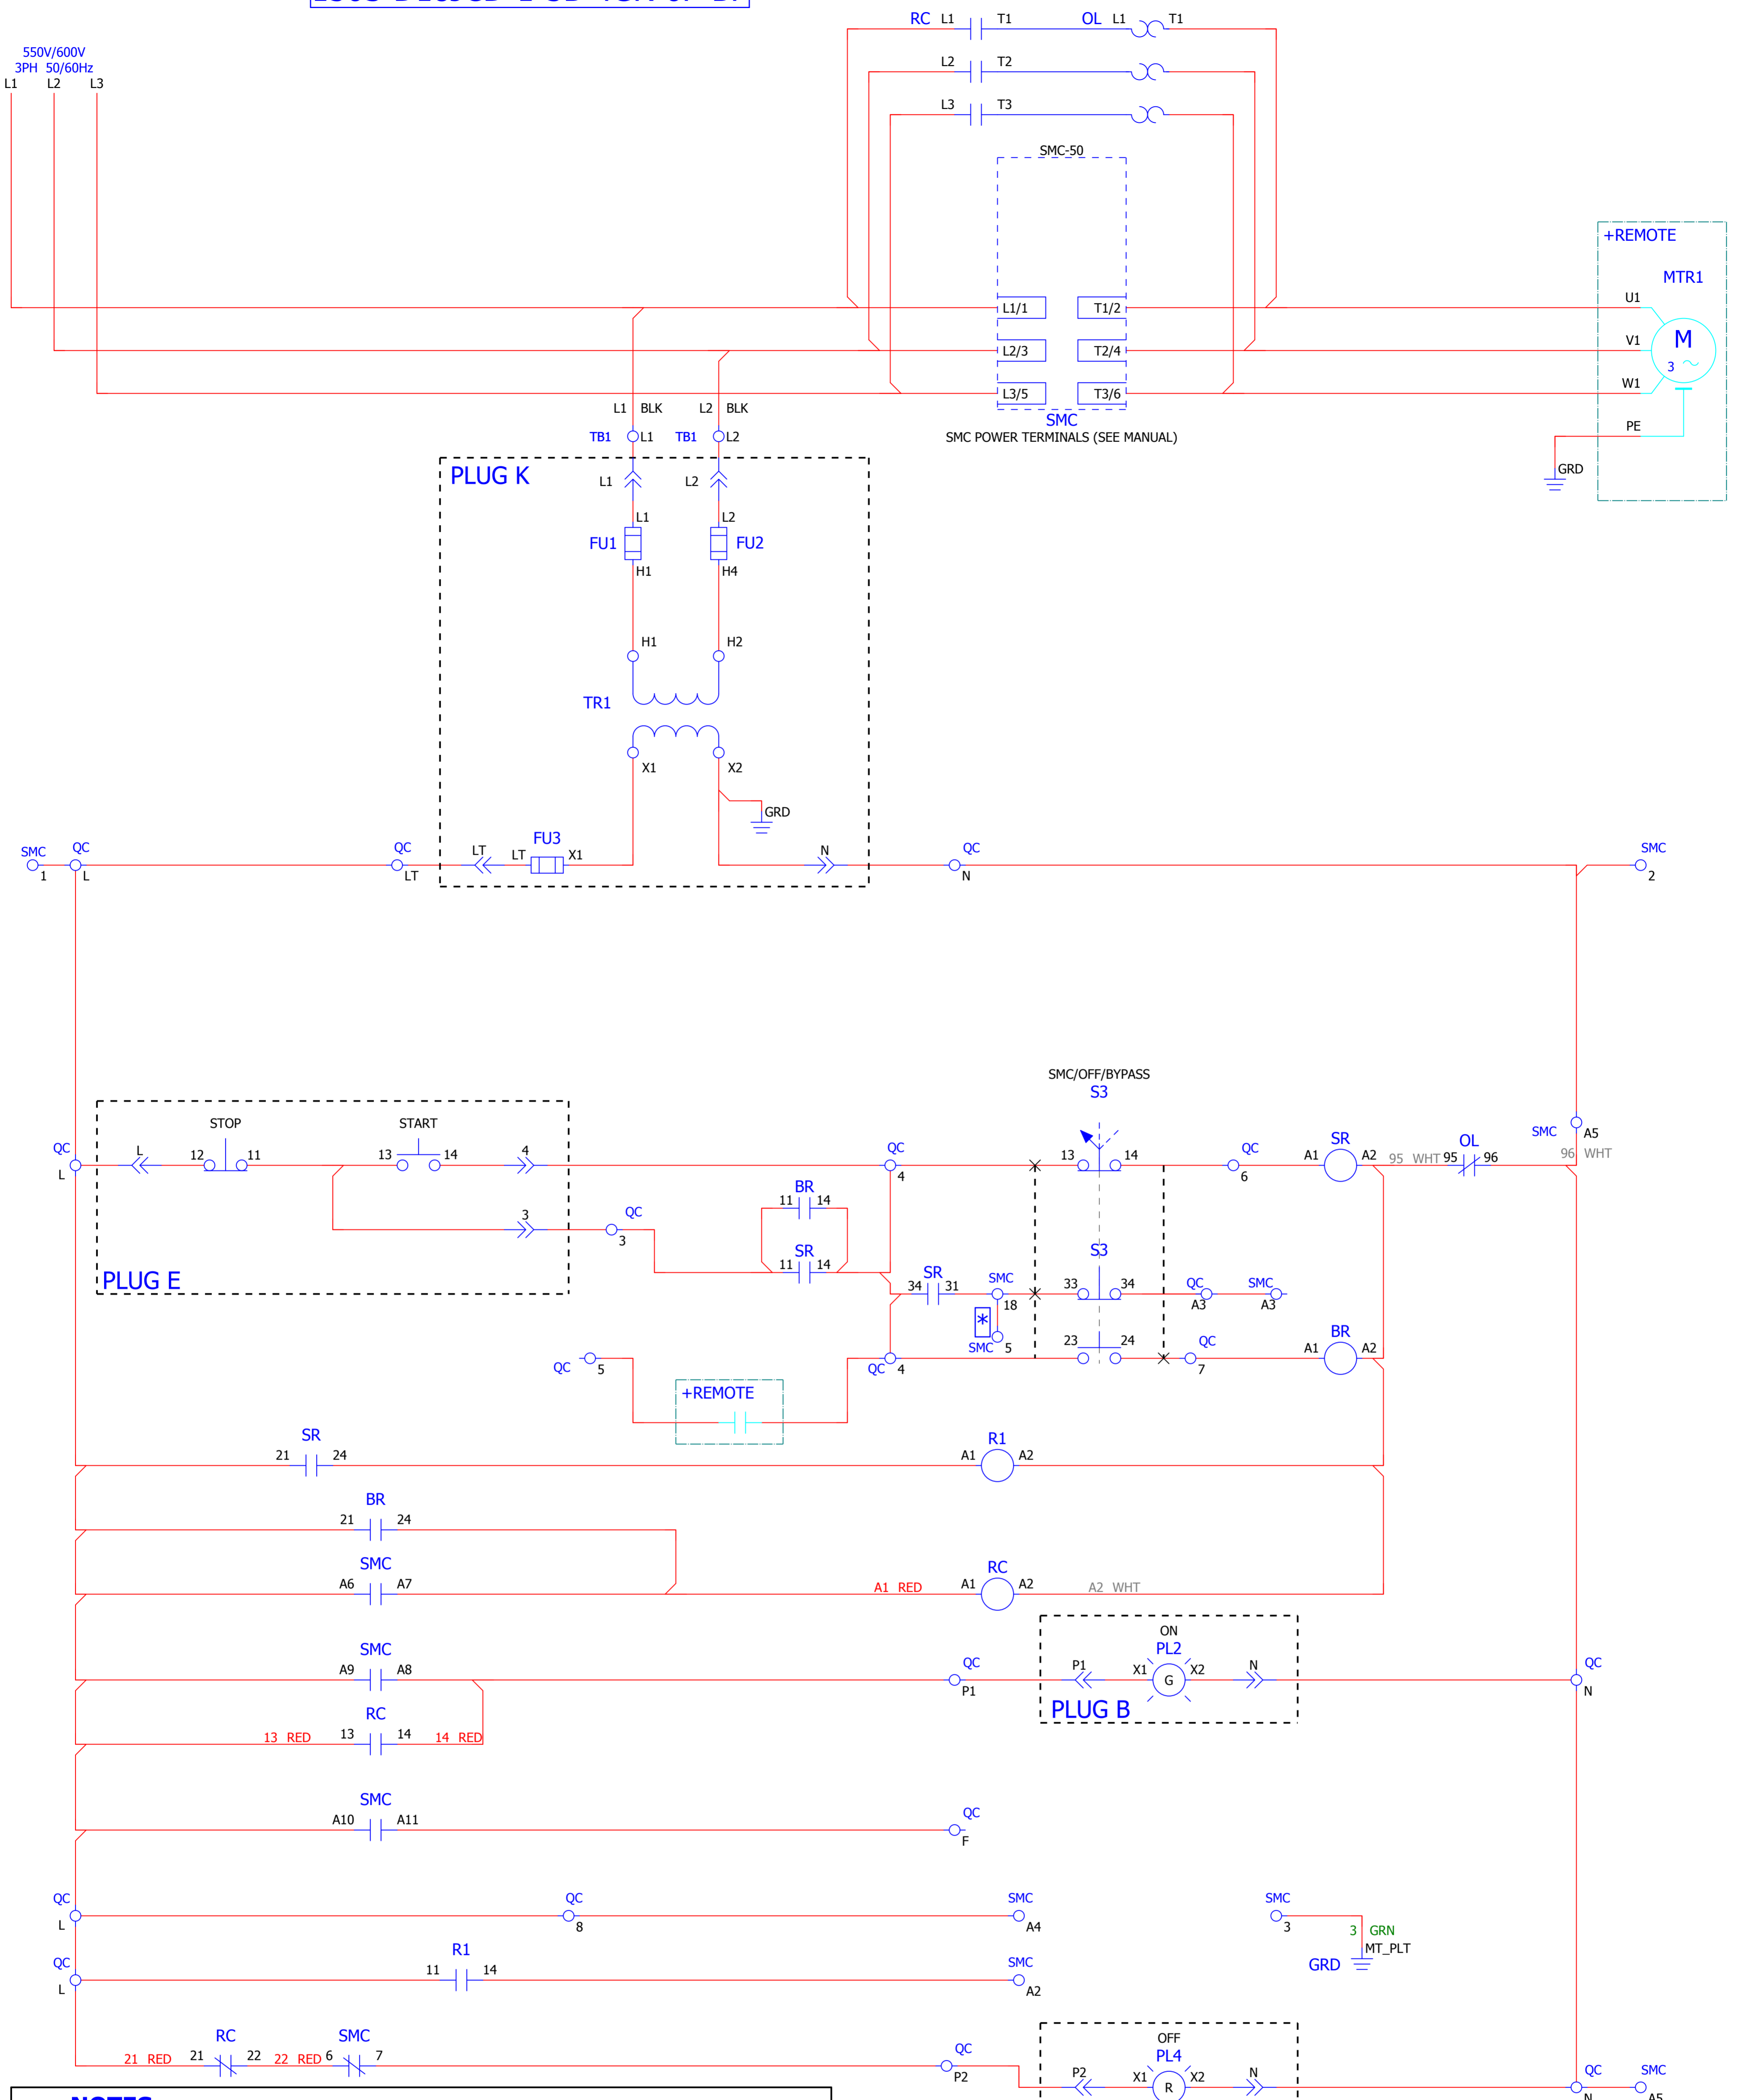 RC L1 T1 OL L1 T1
550V/600V
3PH 50/60Hz
L1 L2 L3
L2 T2
L3 T3
SMC-50
+REMOTE
MTR1
L1/1 T1/2 U1
L2/3 T2/4 V1 M
3
L3/5 T3/6 W1
L1 BLK L2 BLK
SMC
SMC POWER TERMINALS (SEE MANUAL)
PE
TB1 L1 TB1 L2
GRD
PLUG K
L1 L2
L1 L2
FU1 FU2
H1 H4
H1 H2
TR1
X1 X2
GRD
SMC QC QC FU3 QC SMC
LT LT X1 N
1 L LT N 2
SMC/OFF/BYPASS
S3
STOP START
QC L 12 11 13 14 4 QC 13 14 QC SR OL SMC A5
A1 A2 95 WHT 95 96 96 WHT
L 4 6
BR
11 14
3 QC
3
SR
11 14
S3
PLUG E
SR
34 31 SMC 33 34 QC SMC
18 A3 A3
*
SMC 5 23 24 QC BR
A1 A2
QC 5 QC 4 7
+REMOTE
SR R1
21 24 A1 A2
BR
21 24
SMC RC
A6 A7 A1 RED A1 A2 A2 WHT
ON
SMC QC PL2 QC
A9 A8 P1 X1 G X2 N
P1 N
PLUG B
RC
13 RED 13 14 14 RED
SMC
A10 A11 QC
F
QC QC SMC SMC
L 8 A4 3
3 GRN
MT_PLT
GRD
QC R1 SMC
11 14
L A2
OFF
RC SMC QC PL4
21 RED 21 22 22 RED 6 7 P2 X1 R X2 N QC SMC
P2 N A5